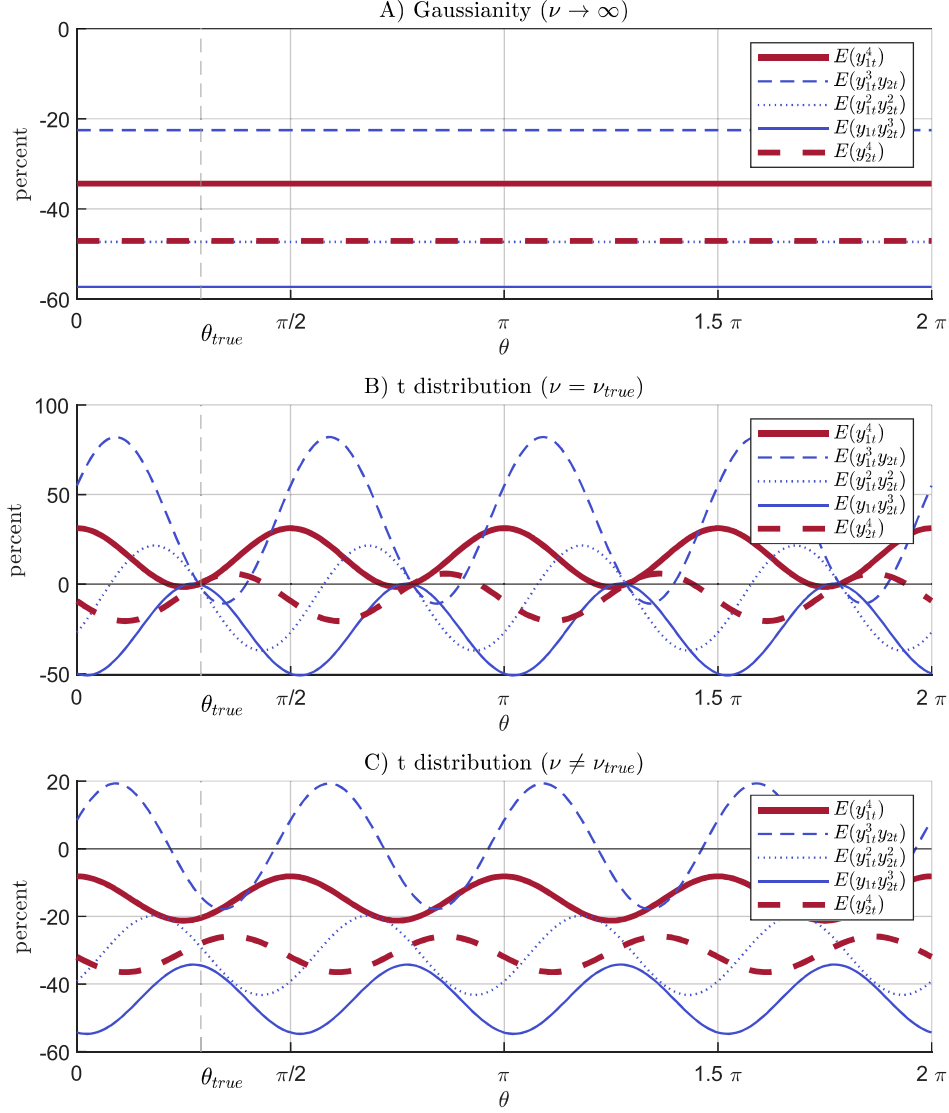 A) Gaussianity (ν → ∞)
0
-20
-40
-60
percent
E(y⁴₁ₜ)
E(y³₁ₜy₂ₜ)
E(y²₁ₜy²₂ₜ)
E(y₁ₜy³₂ₜ)
E(y⁴₂ₜ)
0 π/2 π 1.5 π 2 π
θtrue
θ
B) t distribution (ν = νtrue)
100
50
0
-50
percent
E(y⁴₁ₜ)
E(y³₁ₜy₂ₜ)
E(y²₁ₜy²₂ₜ)
E(y₁ₜy³₂ₜ)
E(y⁴₂ₜ)
0 π/2 π 1.5 π 2 π
θtrue
θ
C) t distribution (ν ≠ νtrue)
20
0
-20
-40
-60
percent
E(y⁴₁ₜ)
E(y³₁ₜy₂ₜ)
E(y²₁ₜy²₂ₜ)
E(y₁ₜy³₂ₜ)
E(y⁴₂ₜ)
0 π/2 π 1.5 π 2 π
θtrue
θ